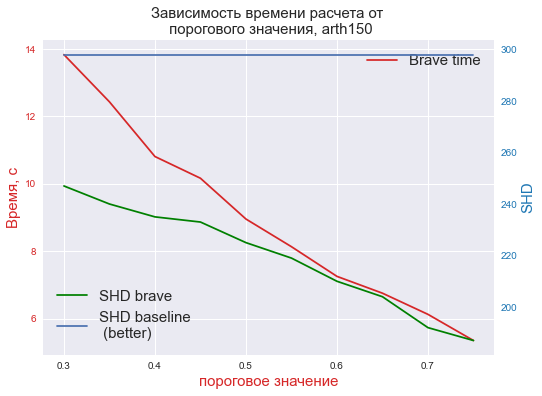 Зависимость времени расчета от
порогового значения, arth150
14
12
10
8
6
Время, с
0.3
0.4
0.5
0.6
0.7
пороговое значение
300
280
260
240
220
200
SHD
Brave time
SHD brave
SHD baseline
(better)